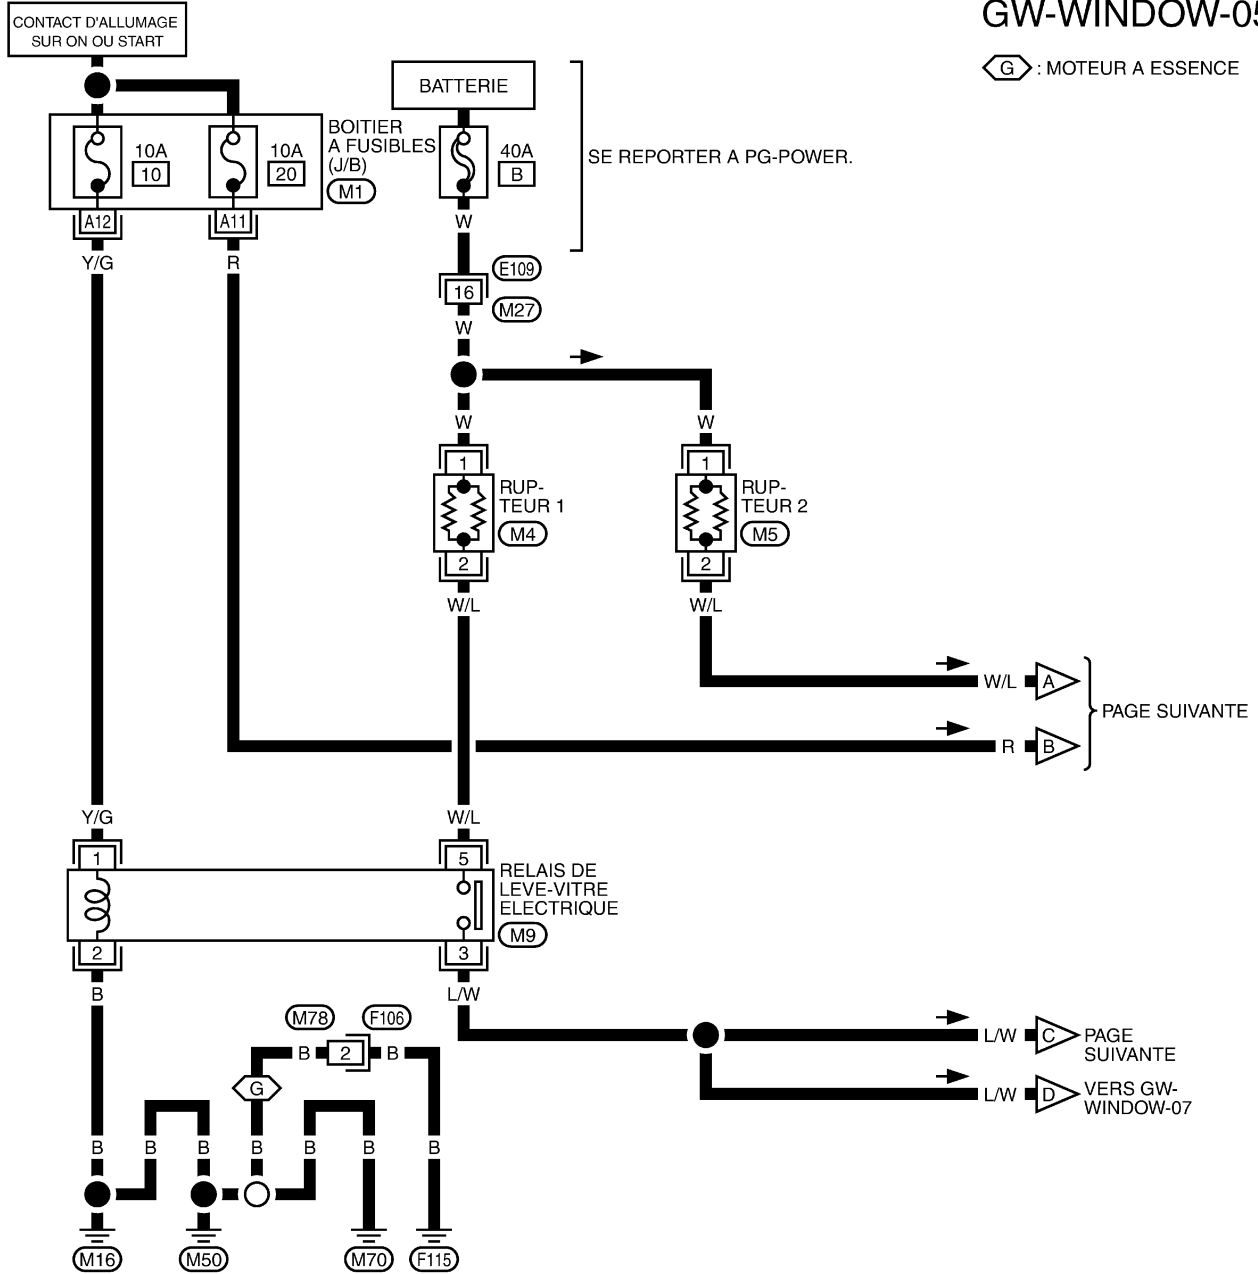 CONTACT D'ALLUMAGE
SUR ON OU START
GW-WINDOW-05
G : MOTEUR A ESSENCE
BATTERIE
10A
10
10A
20
BOITIER
A FUSIBLES
(J/B)
M1
40A
B
SE REPORTER A PG-POWER.
A12
A11
W
Y/G
R
E109
16
M27
W
W
W
1
1
RUP-
TEUR 1
M4
RUP-
TEUR 2
M5
2
2
W/L
W/L
W/L
A
PAGE SUIVANTE
R
B
Y/G
W/L
1
5
RELAIS DE
LEVE-VITRE
ELECTRIQUE
M9
2
3
B
L/W
M78
F106
B
2
B
L/W
C
PAGE
SUIVANTE
G
L/W
D
VERS GW-
WINDOW-07
B
B
B
B
B
B
B
M16
M50
M70
F115